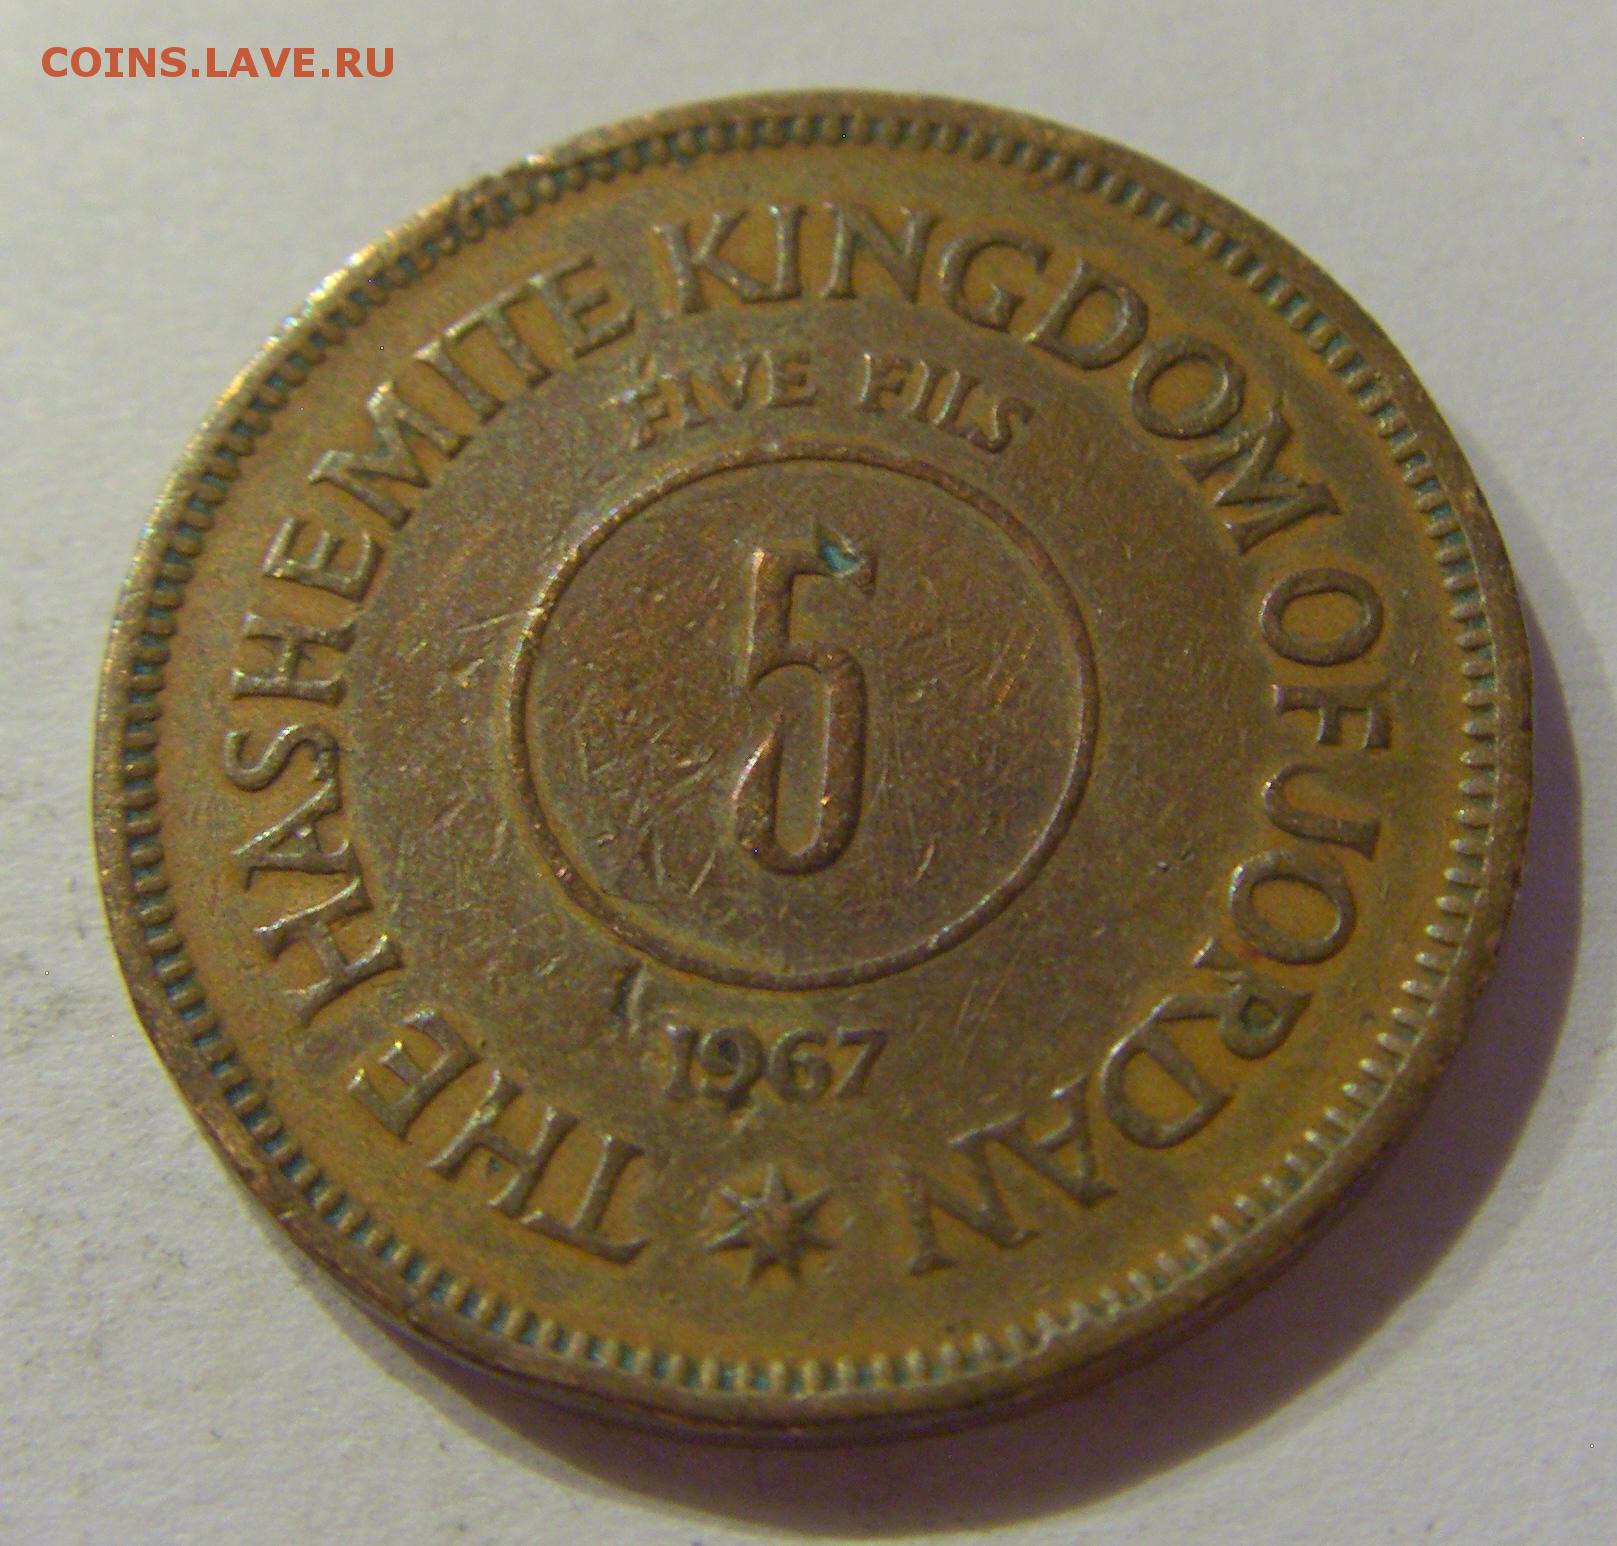 COINS.LAVE.RU
THE HASHEMITE KINGDOM OF JORDAN
FIVE FILS
5
1967